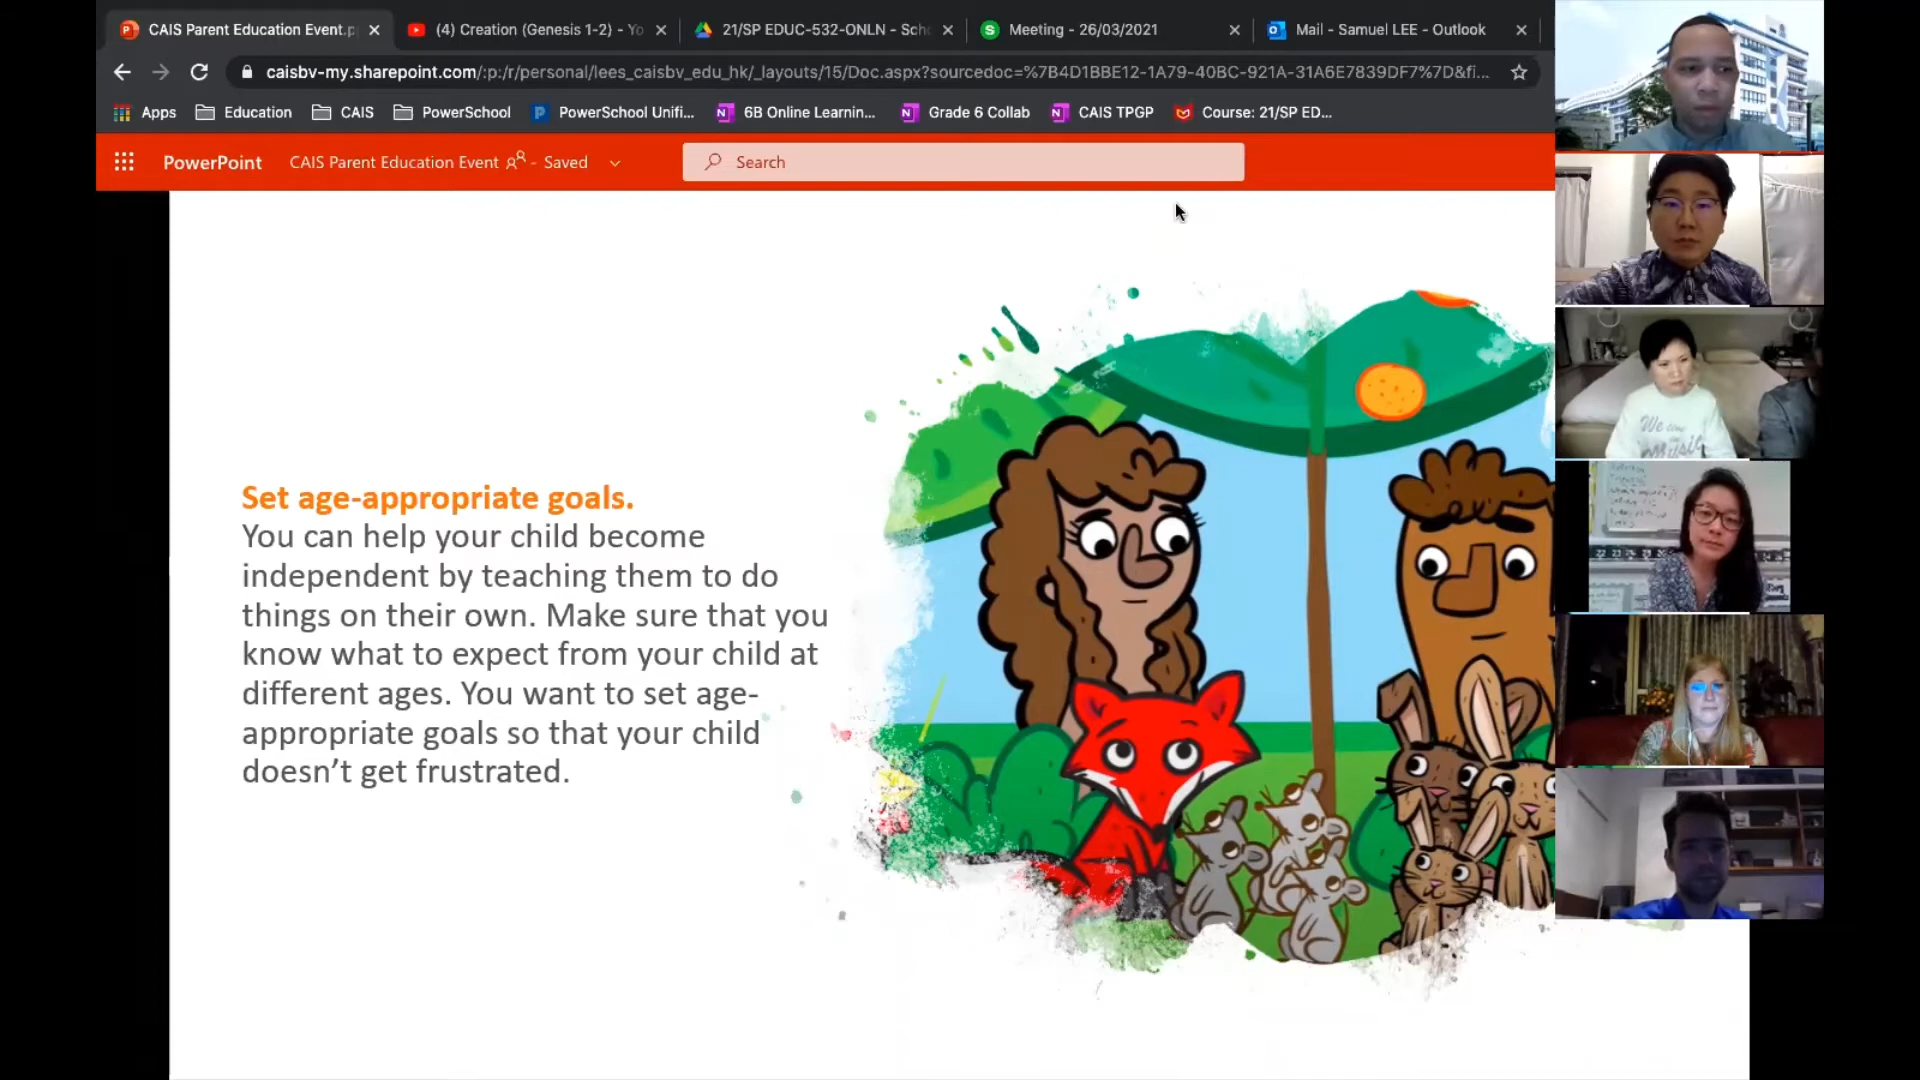 CAIS Parent Education Event.p
(4) Creation (Genesis 1-2) - Yo
21/SP EDUC-532-ONLN - Sch
Meeting - 26/03/2021
Mail - Samuel LEE - Outlook
caisbv-my.sharepoint.com/:p:/r/personal/lees_caisbv_edu_hk/_layouts/15/Doc.aspx?sourcedoc=%7B4D1BBE12-1A79-40BC-921A-31A6E7839DF7%7D&fi...
Apps Education CAIS PowerSchool PowerSchool Unifi... 6B Online Learnin... Grade 6 Collab CAIS TPGP Course: 21/SP ED...
PowerPoint CAIS Parent Education Event - Saved Search
Set age-appropriate goals.
You can help your child become
independent by teaching them to do
things on their own. Make sure that you
know what to expect from your child at
different ages. You want to set age-
appropriate goals so that your child
doesn't get frustrated.